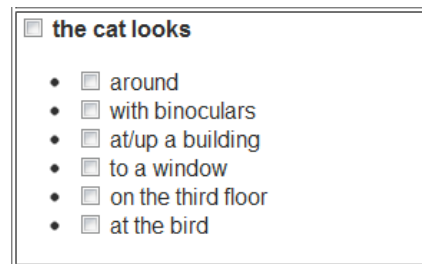 the cat looks
around
with binoculars
at/up a building
to a window
on the third floor
at the bird